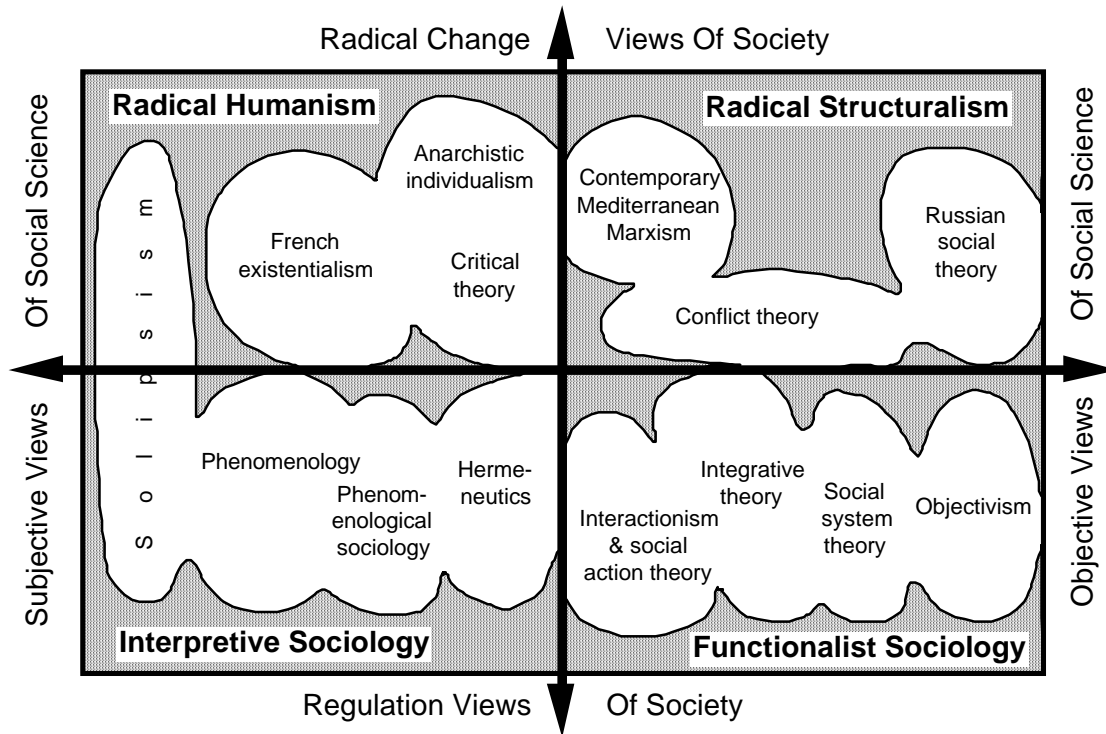 Radical Change Views Of Society
Radical Humanism
Radical Structuralism
Of Social Science
Of Social Science
Anarchistic
individualism
Contemporary
Mediterranean
Marxism
French
existentialism
Critical
theory
Russian
social
theory
Conflict theory
Solipsism
Subjective Views
Objective Views
Phenomenology
Phenom-
enological
sociology
Herme-
neutics
Integrative
theory
Interactionism
& social
action theory
Social
system
theory
Objectivism
Interpretive Sociology
Functionalist Sociology
Regulation Views Of Society